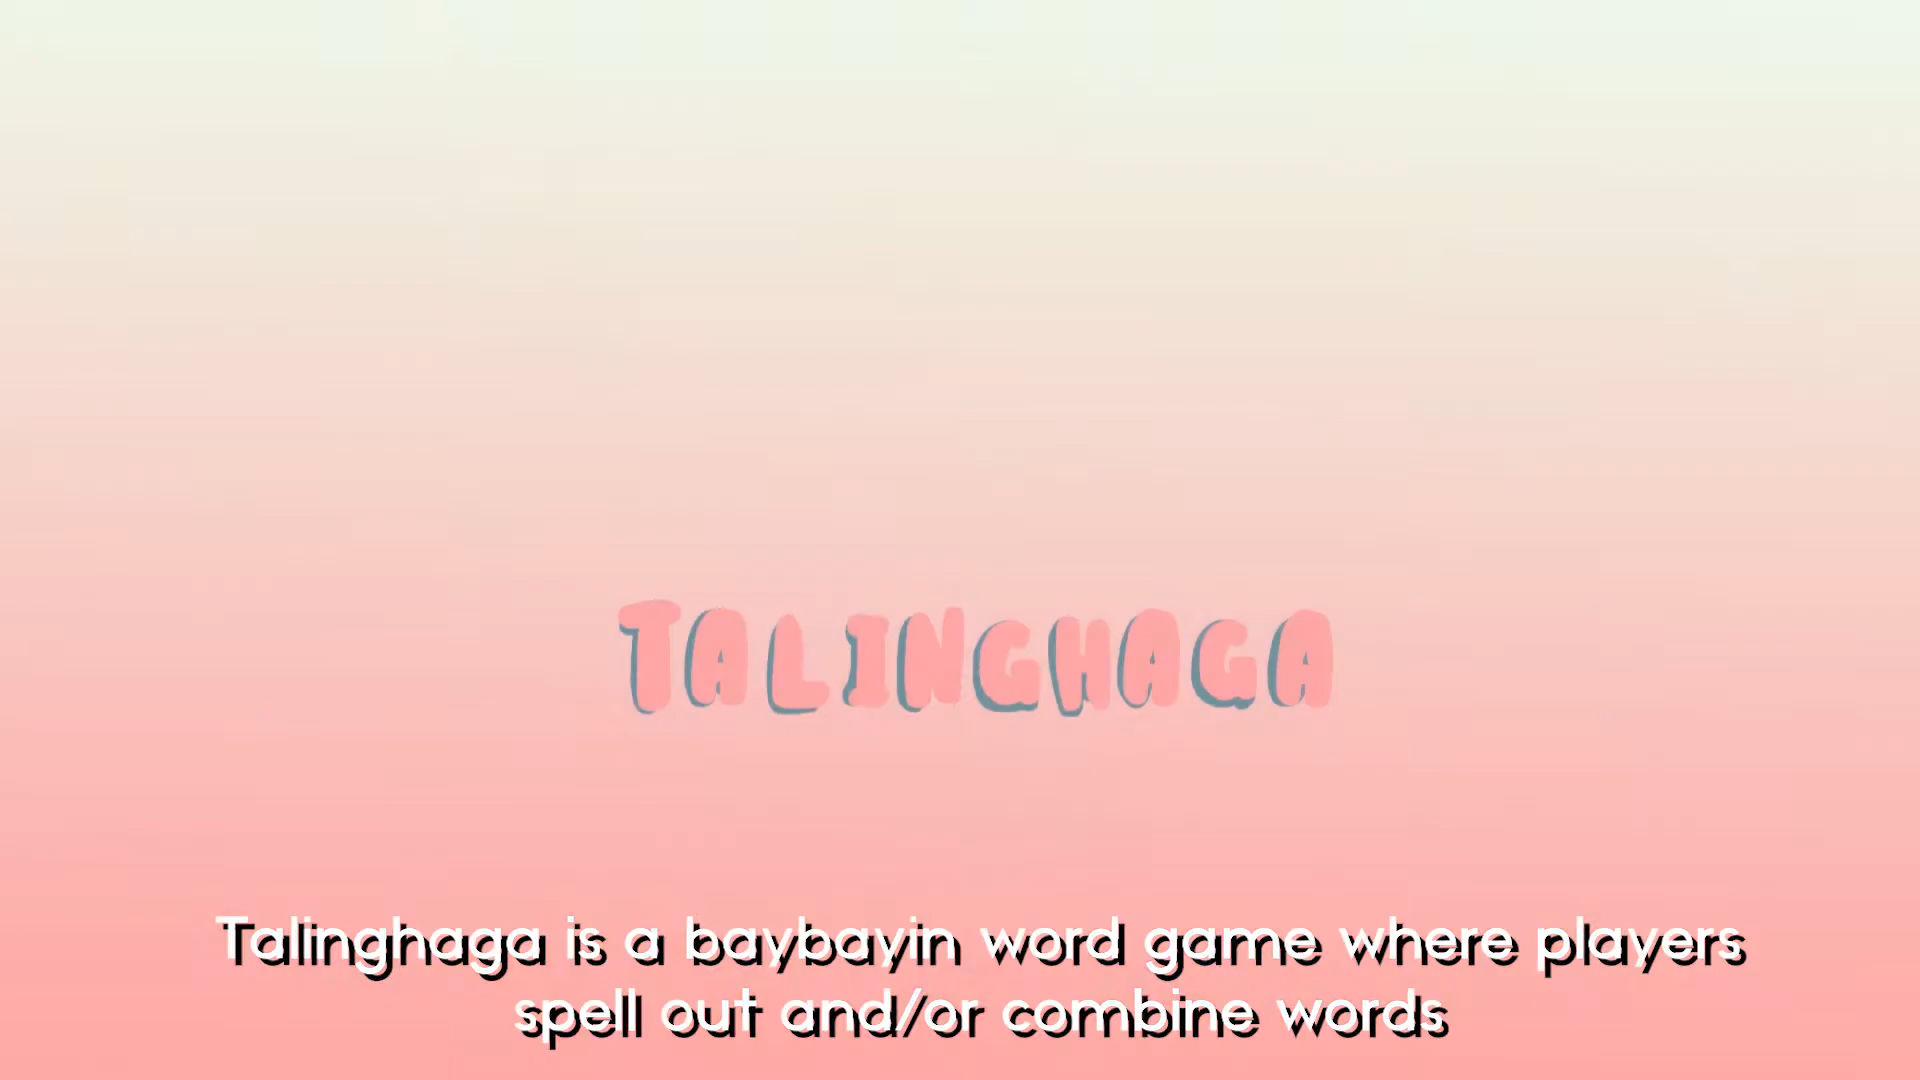 TALINGHAGA
Talinghaga is a baybayin word game where players
spell out and/or combine words